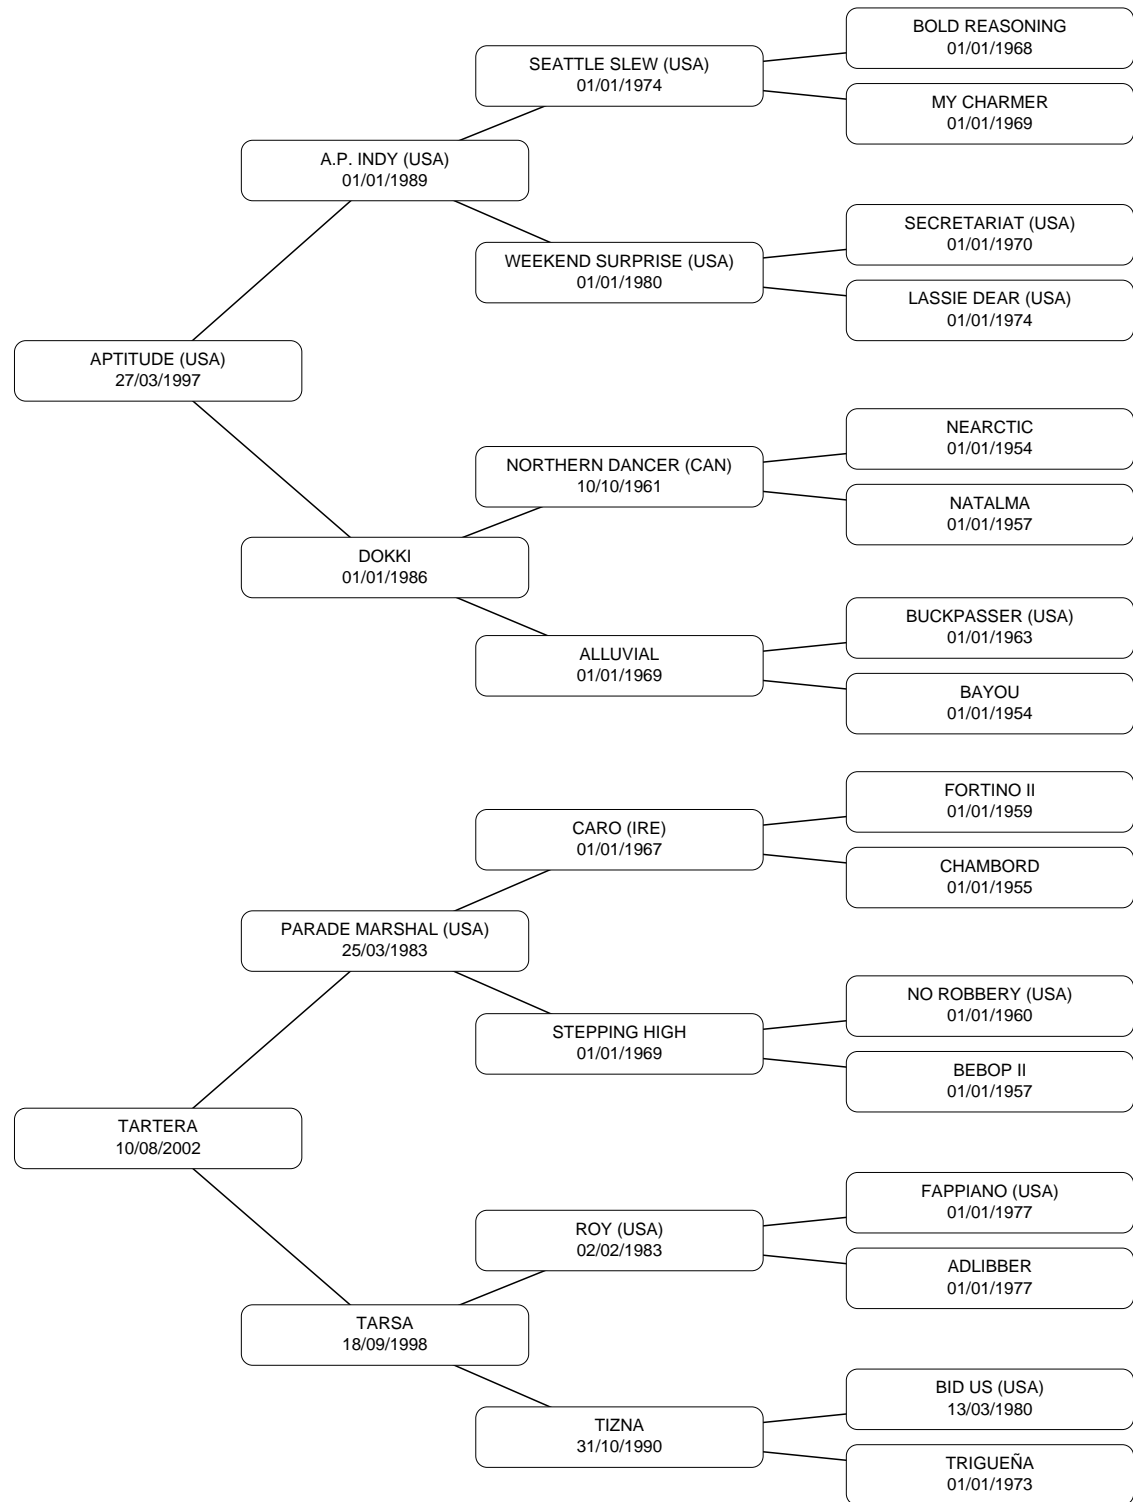 BOLD REASONING
01/01/1968
SEATTLE SLEW (USA)
01/01/1974
MY CHARMER
01/01/1969
A.P. INDY (USA)
01/01/1989
SECRETARIAT (USA)
01/01/1970
WEEKEND SURPRISE (USA)
01/01/1980
LASSIE DEAR (USA)
01/01/1974
APTITUDE (USA)
27/03/1997
NEARCTIC
01/01/1954
NORTHERN DANCER (CAN)
10/10/1961
NATALMA
01/01/1957
DOKKI
01/01/1986
BUCKPASSER (USA)
01/01/1963
ALLUVIAL
01/01/1969
BAYOU
01/01/1954
FORTINO II
01/01/1959
CARO (IRE)
01/01/1967
CHAMBORD
01/01/1955
PARADE MARSHAL (USA)
25/03/1983
NO ROBBERY (USA)
01/01/1960
STEPPING HIGH
01/01/1969
BEBOP II
01/01/1957
TARTERA
10/08/2002
FAPPIANO (USA)
01/01/1977
ROY (USA)
02/02/1983
ADLIBBER
01/01/1977
TARSA
18/09/1998
BID US (USA)
13/03/1980
TIZNA
31/10/1990
TRIGUEÑA
01/01/1973